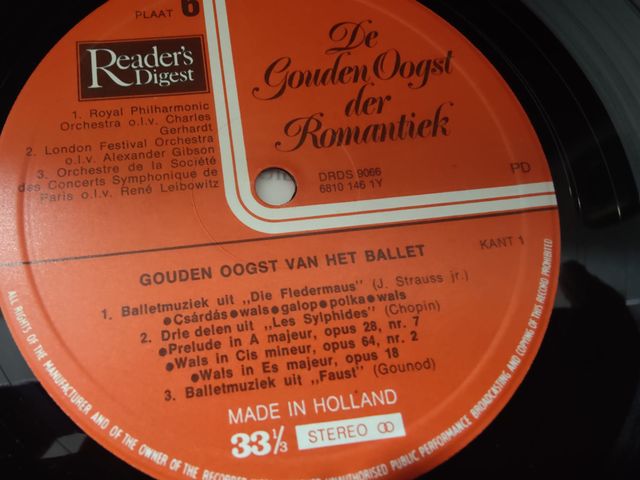 PLAAT 6
Reader's
Digest
De
Gouden Oogst
der
Romantiek
1. Royal Philharmonic
Orchestra o.l.v. Charles
Gerhardt
2. London Festival Orchestra
o.l.v. Alexander Gibson
3. Orchestre de la Société
des Concerts Symphonique de
Paris o.l.v. René Leibowitz
DRDS 9066
6810 146 1Y
PD
GOUDEN OOGST VAN HET BALLET
KANT 1
1. Balletmuziek uit „Die Fledermaus" (J. Strauss jr.)
●Csárdás●wals●galop●polka●wals
2. Drie delen uit „Les Sylphides" (Chopin)
●Prelude in A majeur, opus 28, nr. 7
●Wals in Cis mineur, opus 64, nr. 2
●Wals in Es majeur, opus 18
3. Balletmuziek uit „Faust" (Gounod)
MADE IN HOLLAND
33⅓ STEREO
ALL RIGHTS OF THE MANUFACTURER AND OF THE OWNER OF THE RECORDED UNAUTHORISED PUBLIC PERFORMANCE, BROADCASTING AND COPYING OF THIS RECORD PROHIBITED